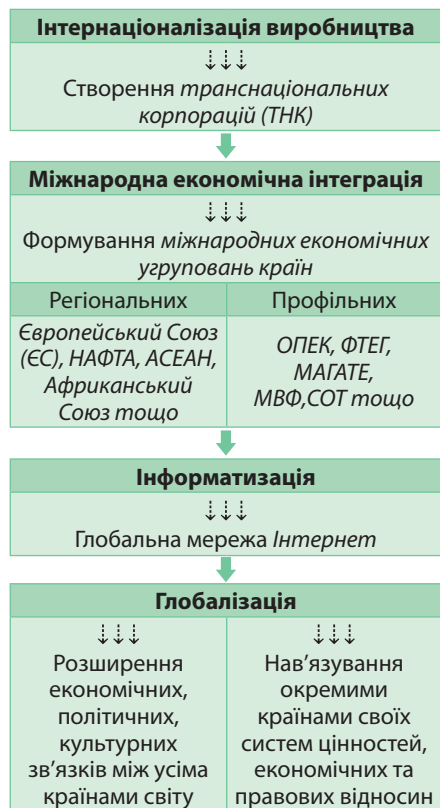 Інтернаціоналізація виробництва
⇣⇣⇣
Створення транснаціональних
корпорацій (ТНК)
Міжнародна економічна інтеграція
⇣⇣⇣
Формування міжнародних економічних
угруповань країн
Регіональних
Європейський Союз
(ЄС), НАФТА, АСЕАН,
Африканський
Союз тощо
Профільних
ОПЕК, ФТЕГ,
МАГАТЕ,
МВФ,СОТ тощо
Інформатизація
⇣⇣⇣
Глобальна мережа Інтернет
Глобалізація
⇣⇣⇣
Розширення
економічних,
політичних,
культурних
зв’язків між усіма
країнами світу
⇣⇣⇣
Нав’язування
окремими
країнами своїх
систем цінностей,
економічних та
правових відносин